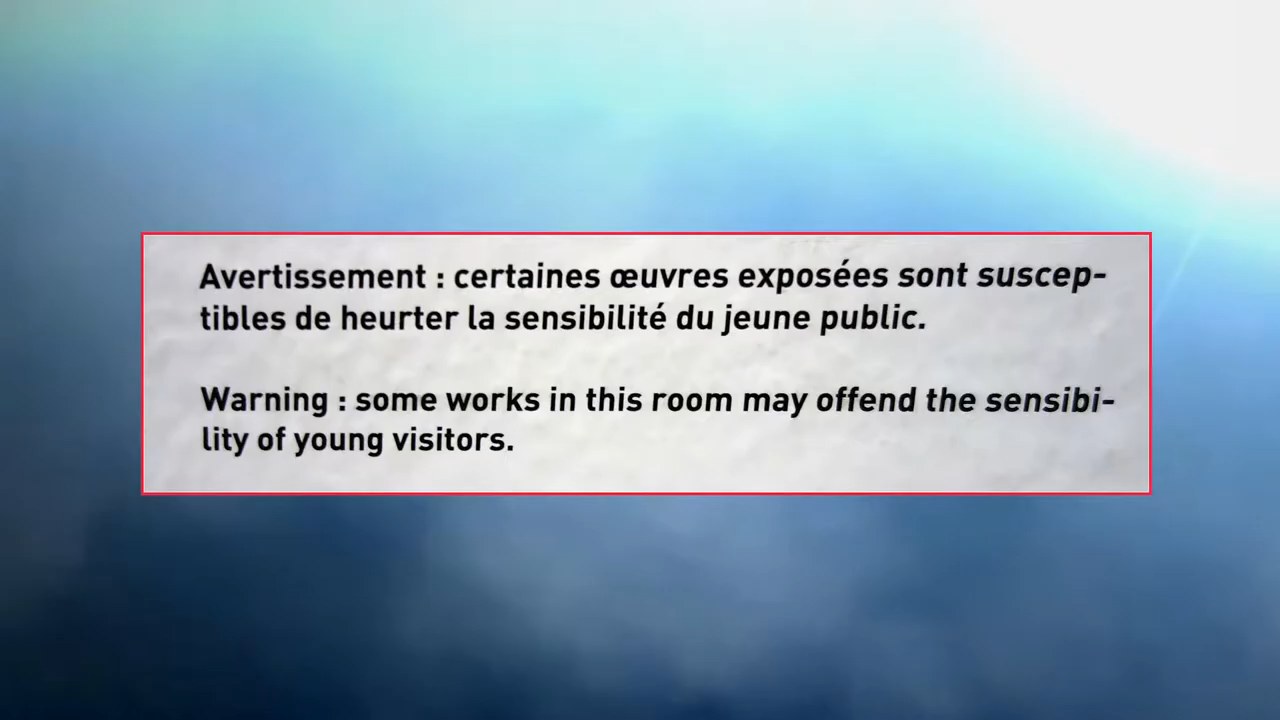 Avertissement : certaines œuvres exposées sont suscep-
tibles de heurter la sensibilité du jeune public.
Warning : some works in this room may offend the sensibi-
lity of young visitors.